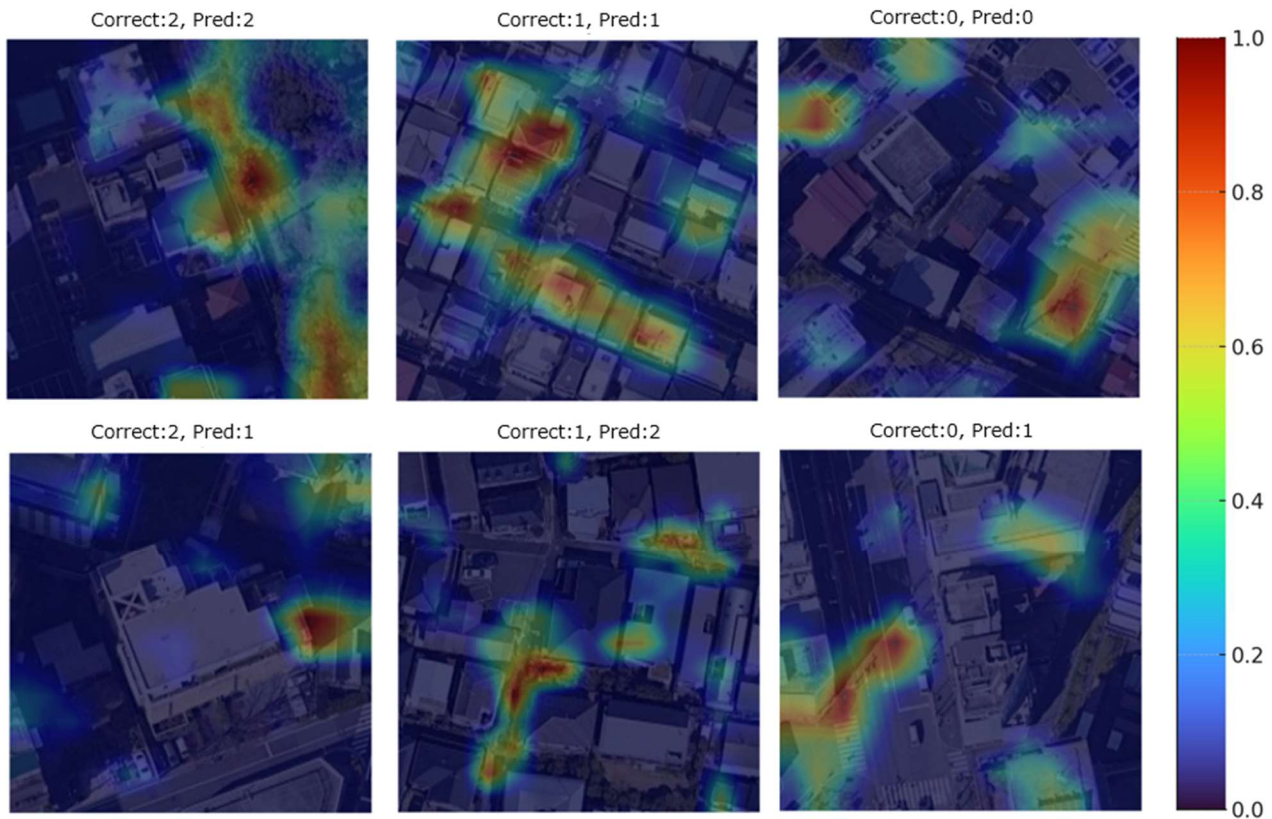 Correct:2, Pred:2
Correct:1, Pred:1
Correct:0, Pred:0
1.0
0.8
0.6
0.4
0.2
0.0
Correct:2, Pred:1
Correct:1, Pred:2
Correct:0, Pred:1